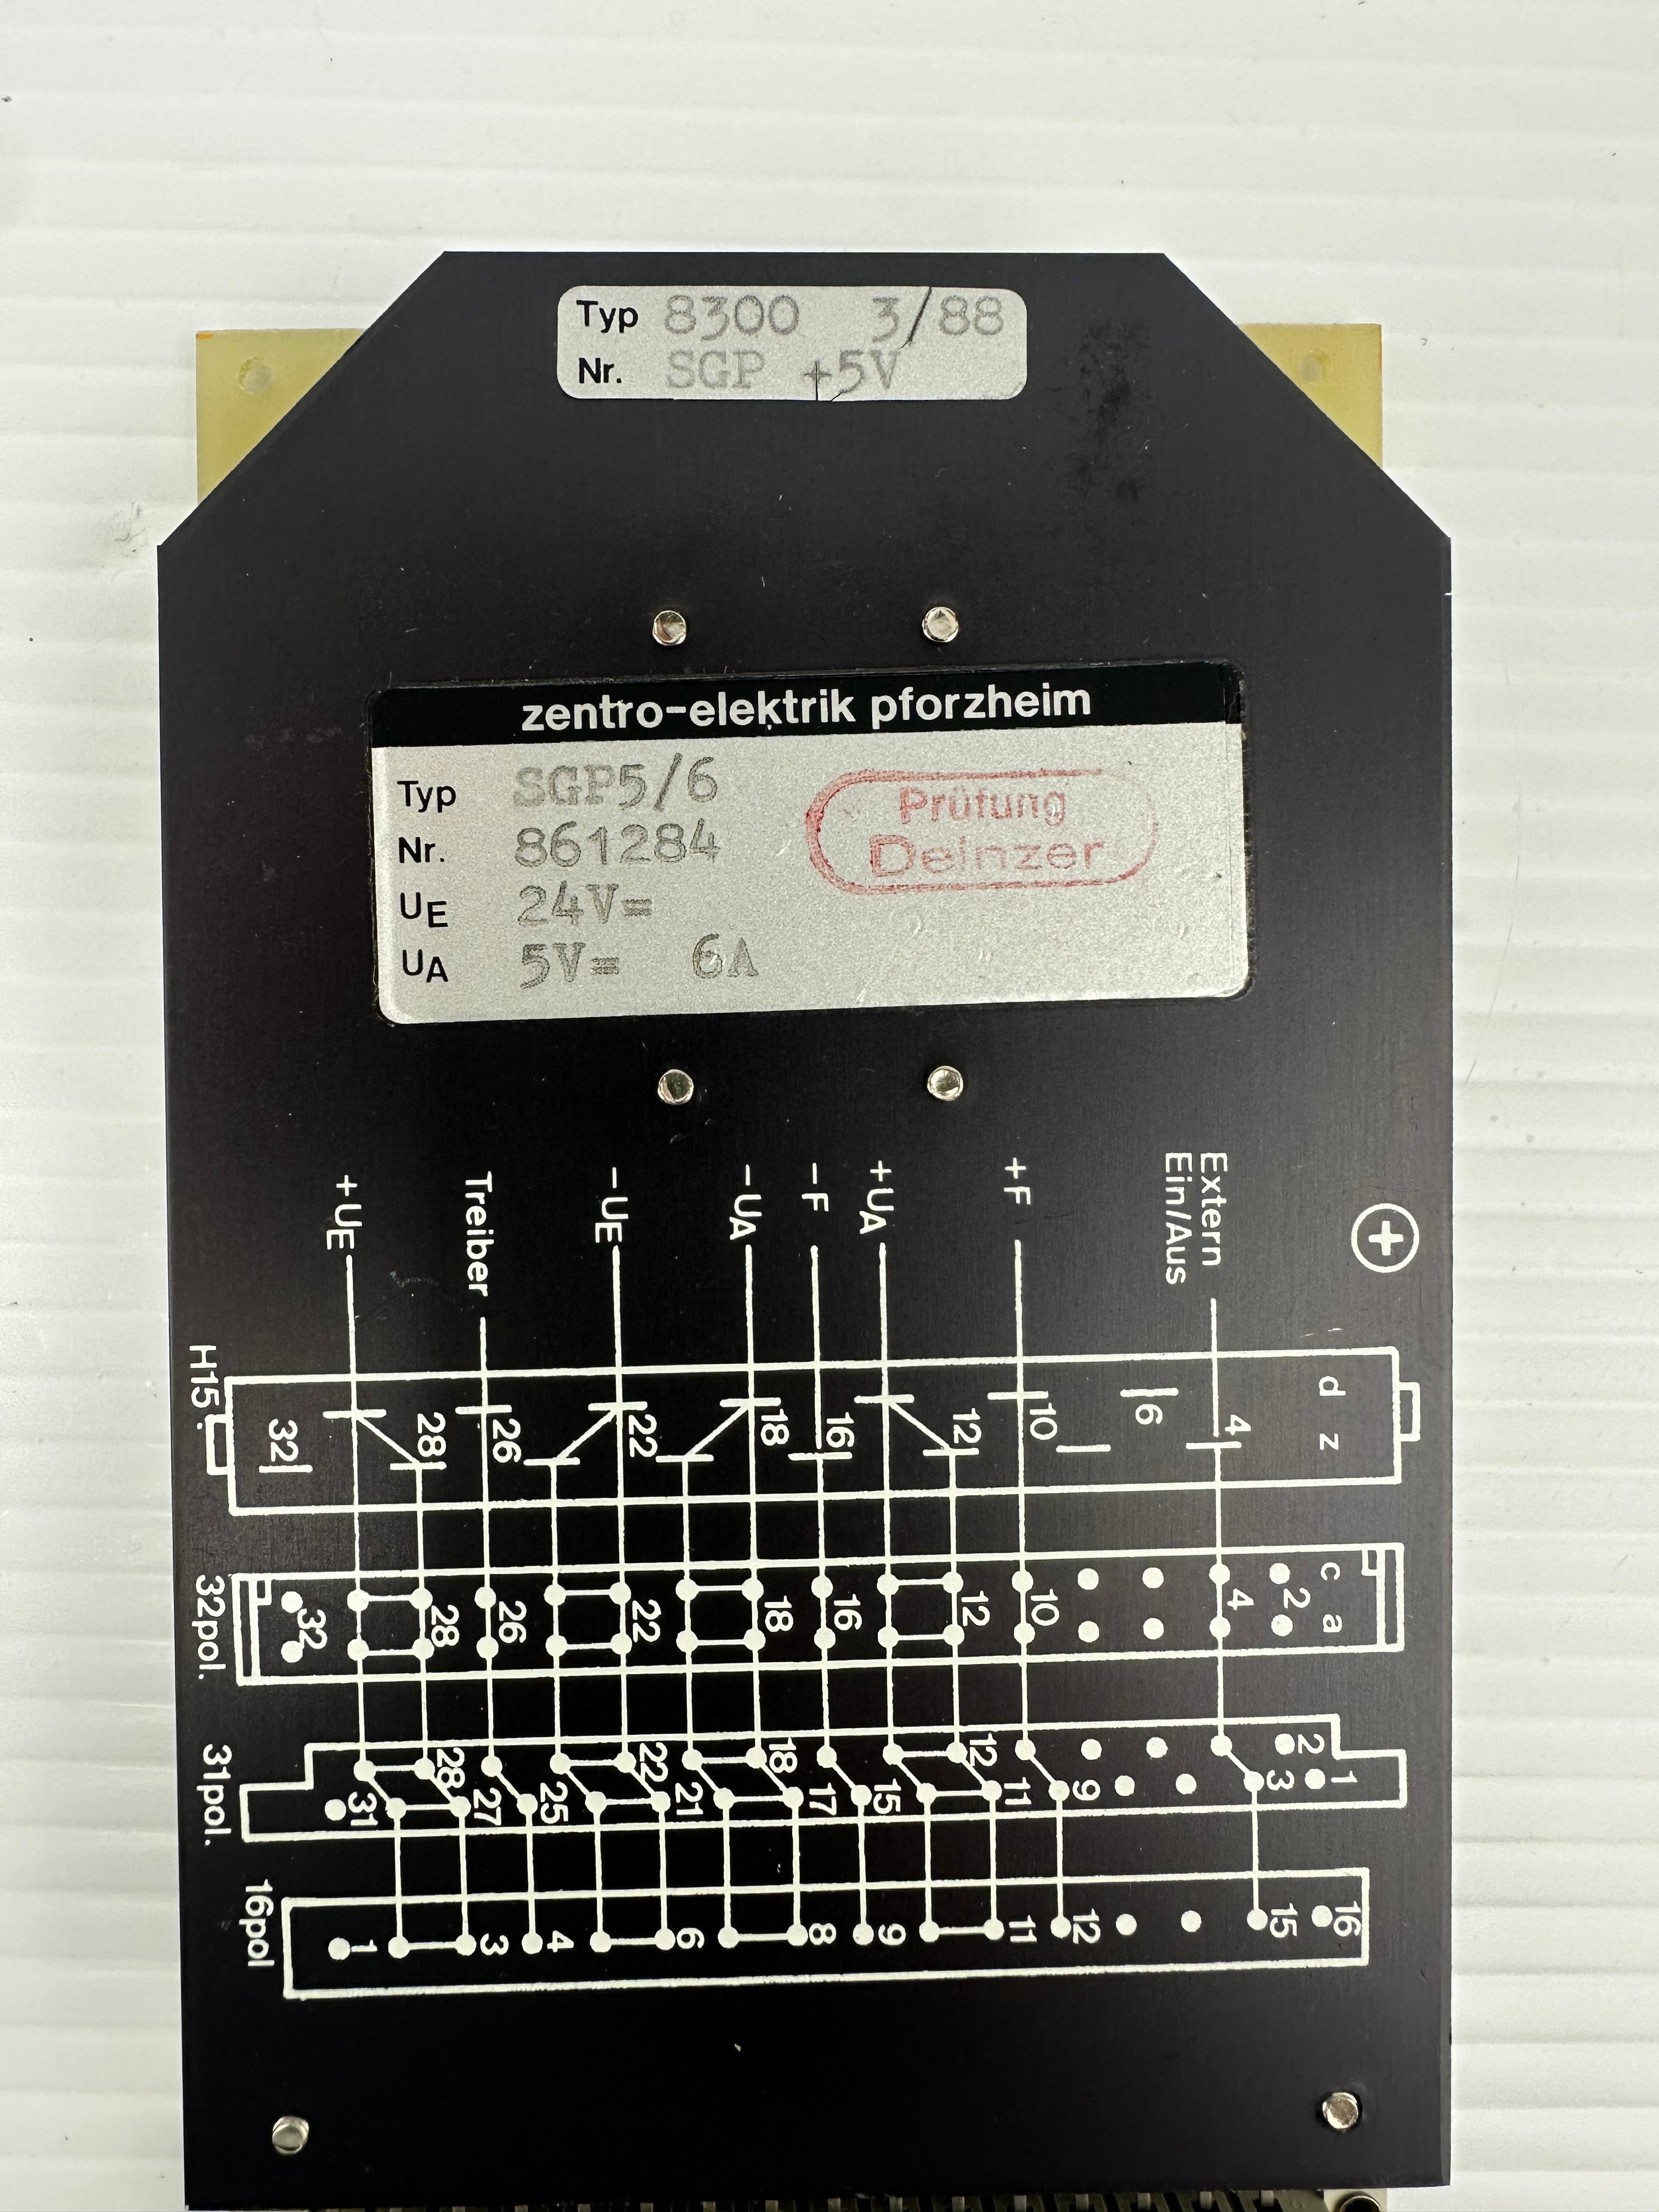 Typ 8300 3/88
Nr. SGP +5V
zentro-elektrik pforzheim
Typ SGP5/6
Nr. 861284
UE 24V=
UA 5V= 6A
Prüfung
Deinzer
+UE
Treiber
-UE
-UA
-F
+UA
+F
Extern
Ein/Aus
H15.
32 28 26 22 18 16 12 10 6 4
d z
32pol.
32 28 26 22 18 16 12 10 4 2
c a
31pol.
28 22 18 12 2
31 27 25 21 17 15 11 9 3 1
16pol
1 3 4 6 8 9 11 12 15 16